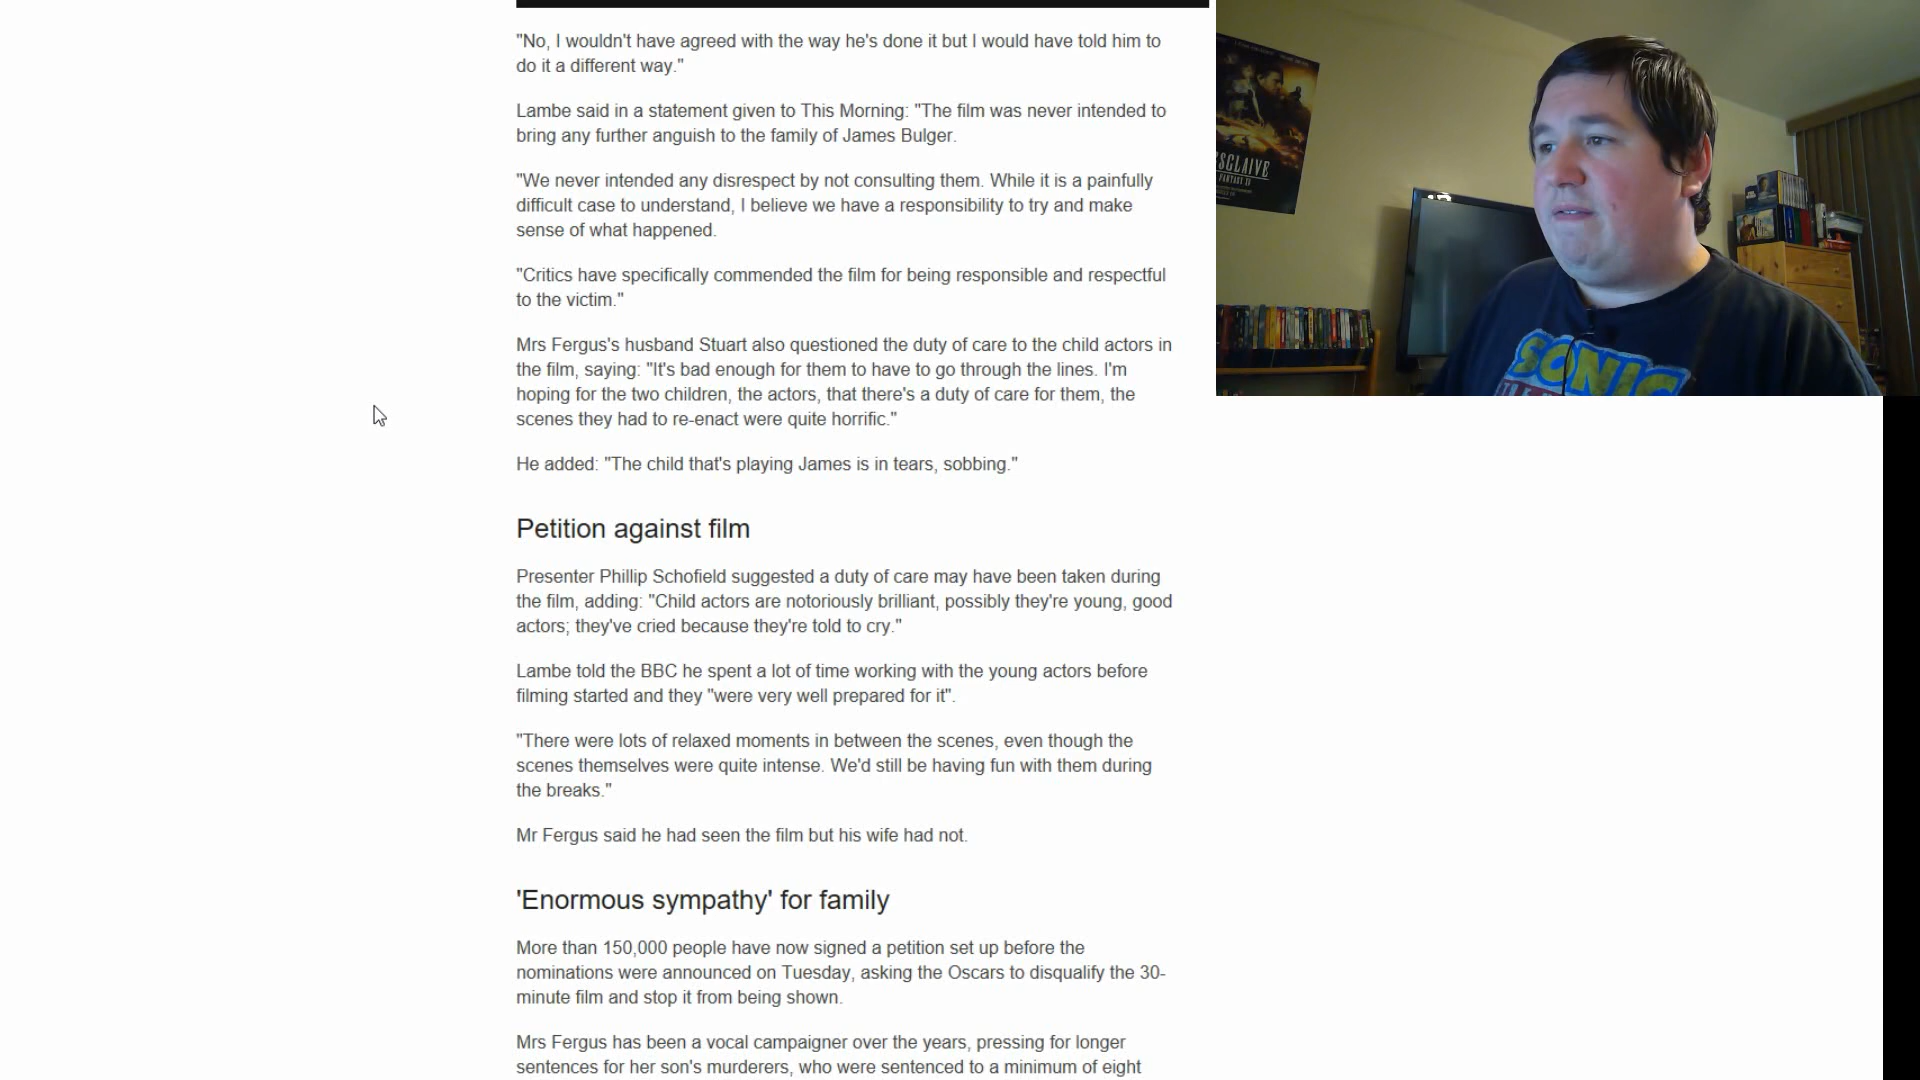 "No, I wouldn't have agreed with the way he's done it but I would have told him to
do it a different way."
Lambe said in a statement given to This Morning: "The film was never intended to
bring any further anguish to the family of James Bulger.
"We never intended any disrespect by not consulting them. While it is a painfully
difficult case to understand, I believe we have a responsibility to try and make
sense of what happened.
"Critics have specifically commended the film for being responsible and respectful
to the victim."
Mrs Fergus's husband Stuart also questioned the duty of care to the child actors in
the film, saying: "It's bad enough for them to have to go through the lines. I'm
hoping for the two children, the actors, that there's a duty of care for them, the
scenes they had to re-enact were quite horrific."
He added: "The child that's playing James is in tears, sobbing."
Petition against film
Presenter Phillip Schofield suggested a duty of care may have been taken during
the film, adding: "Child actors are notoriously brilliant, possibly they're young, good
actors; they've cried because they're told to cry."
Lambe told the BBC he spent a lot of time working with the young actors before
filming started and they "were very well prepared for it".
"There were lots of relaxed moments in between the scenes, even though the
scenes themselves were quite intense. We'd still be having fun with them during
the breaks."
Mr Fergus said he had seen the film but his wife had not.
'Enormous sympathy' for family
More than 150,000 people have now signed a petition set up before the
nominations were announced on Tuesday, asking the Oscars to disqualify the 30-
minute film and stop it from being shown.
Mrs Fergus has been a vocal campaigner over the years, pressing for longer
sentences for her son's murderers, who were sentenced to a minimum of eight
SGLAIVE
FANTASY XV
SONIC